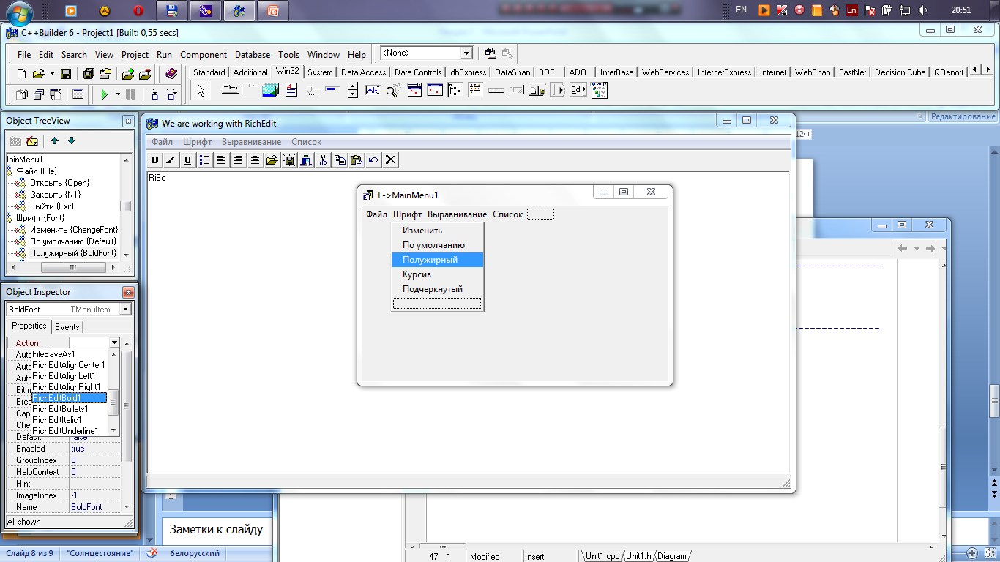 EN
En
20:51
C++Builder 6 - Project1 [Built: 0,55 secs]
File Edit Search View Project Run Component Database Tools Window Help
<None>
Standard Additional Win32 System Data Access Data Controls dbExpress DataSnap BDE ADO InterBase WebServices InternetExpress Internet WebSnap FastNet Decision Cube QReport
Редактирование
12
Object TreeView
ainMenu1
Файл {File}
Открыть {Open}
Закрыть {N1}
Выйти {Exit}
Шрифт {Font}
Изменить {ChangeFont}
По умолчанию {Default}
Полужирный {BoldFont}
Object Inspector
BoldFont TMenuItem
Properties Events
Action
FileSaveAs1
RichEditAlignCenter1
RichEditAlignLeft1
RichEditAlignRight1
RichEditBold1
RichEditBullets1
RichEditItalic1
RichEditUnderline1
Auto
Auto
Auto
Bitm
Brea
Cap
Che
Default false
Enabled true
GroupIndex 0
HelpContext 0
Hint
ImageIndex -1
Name BoldFont
All shown
We are working with RichEdit
Файл Шрифт Выравнивание Список
B I U
RiEd
F->MainMenu1
Файл Шрифт Выравнивание Список
Изменить
По умолчанию
Полужирный
Курсив
Подчеркнутый
47: 1 Modified Insert Unit1.cpp Unit1.h Diagram
Заметки к слайду
Слайд 8 из 9 "Солнцестояние" белорусский